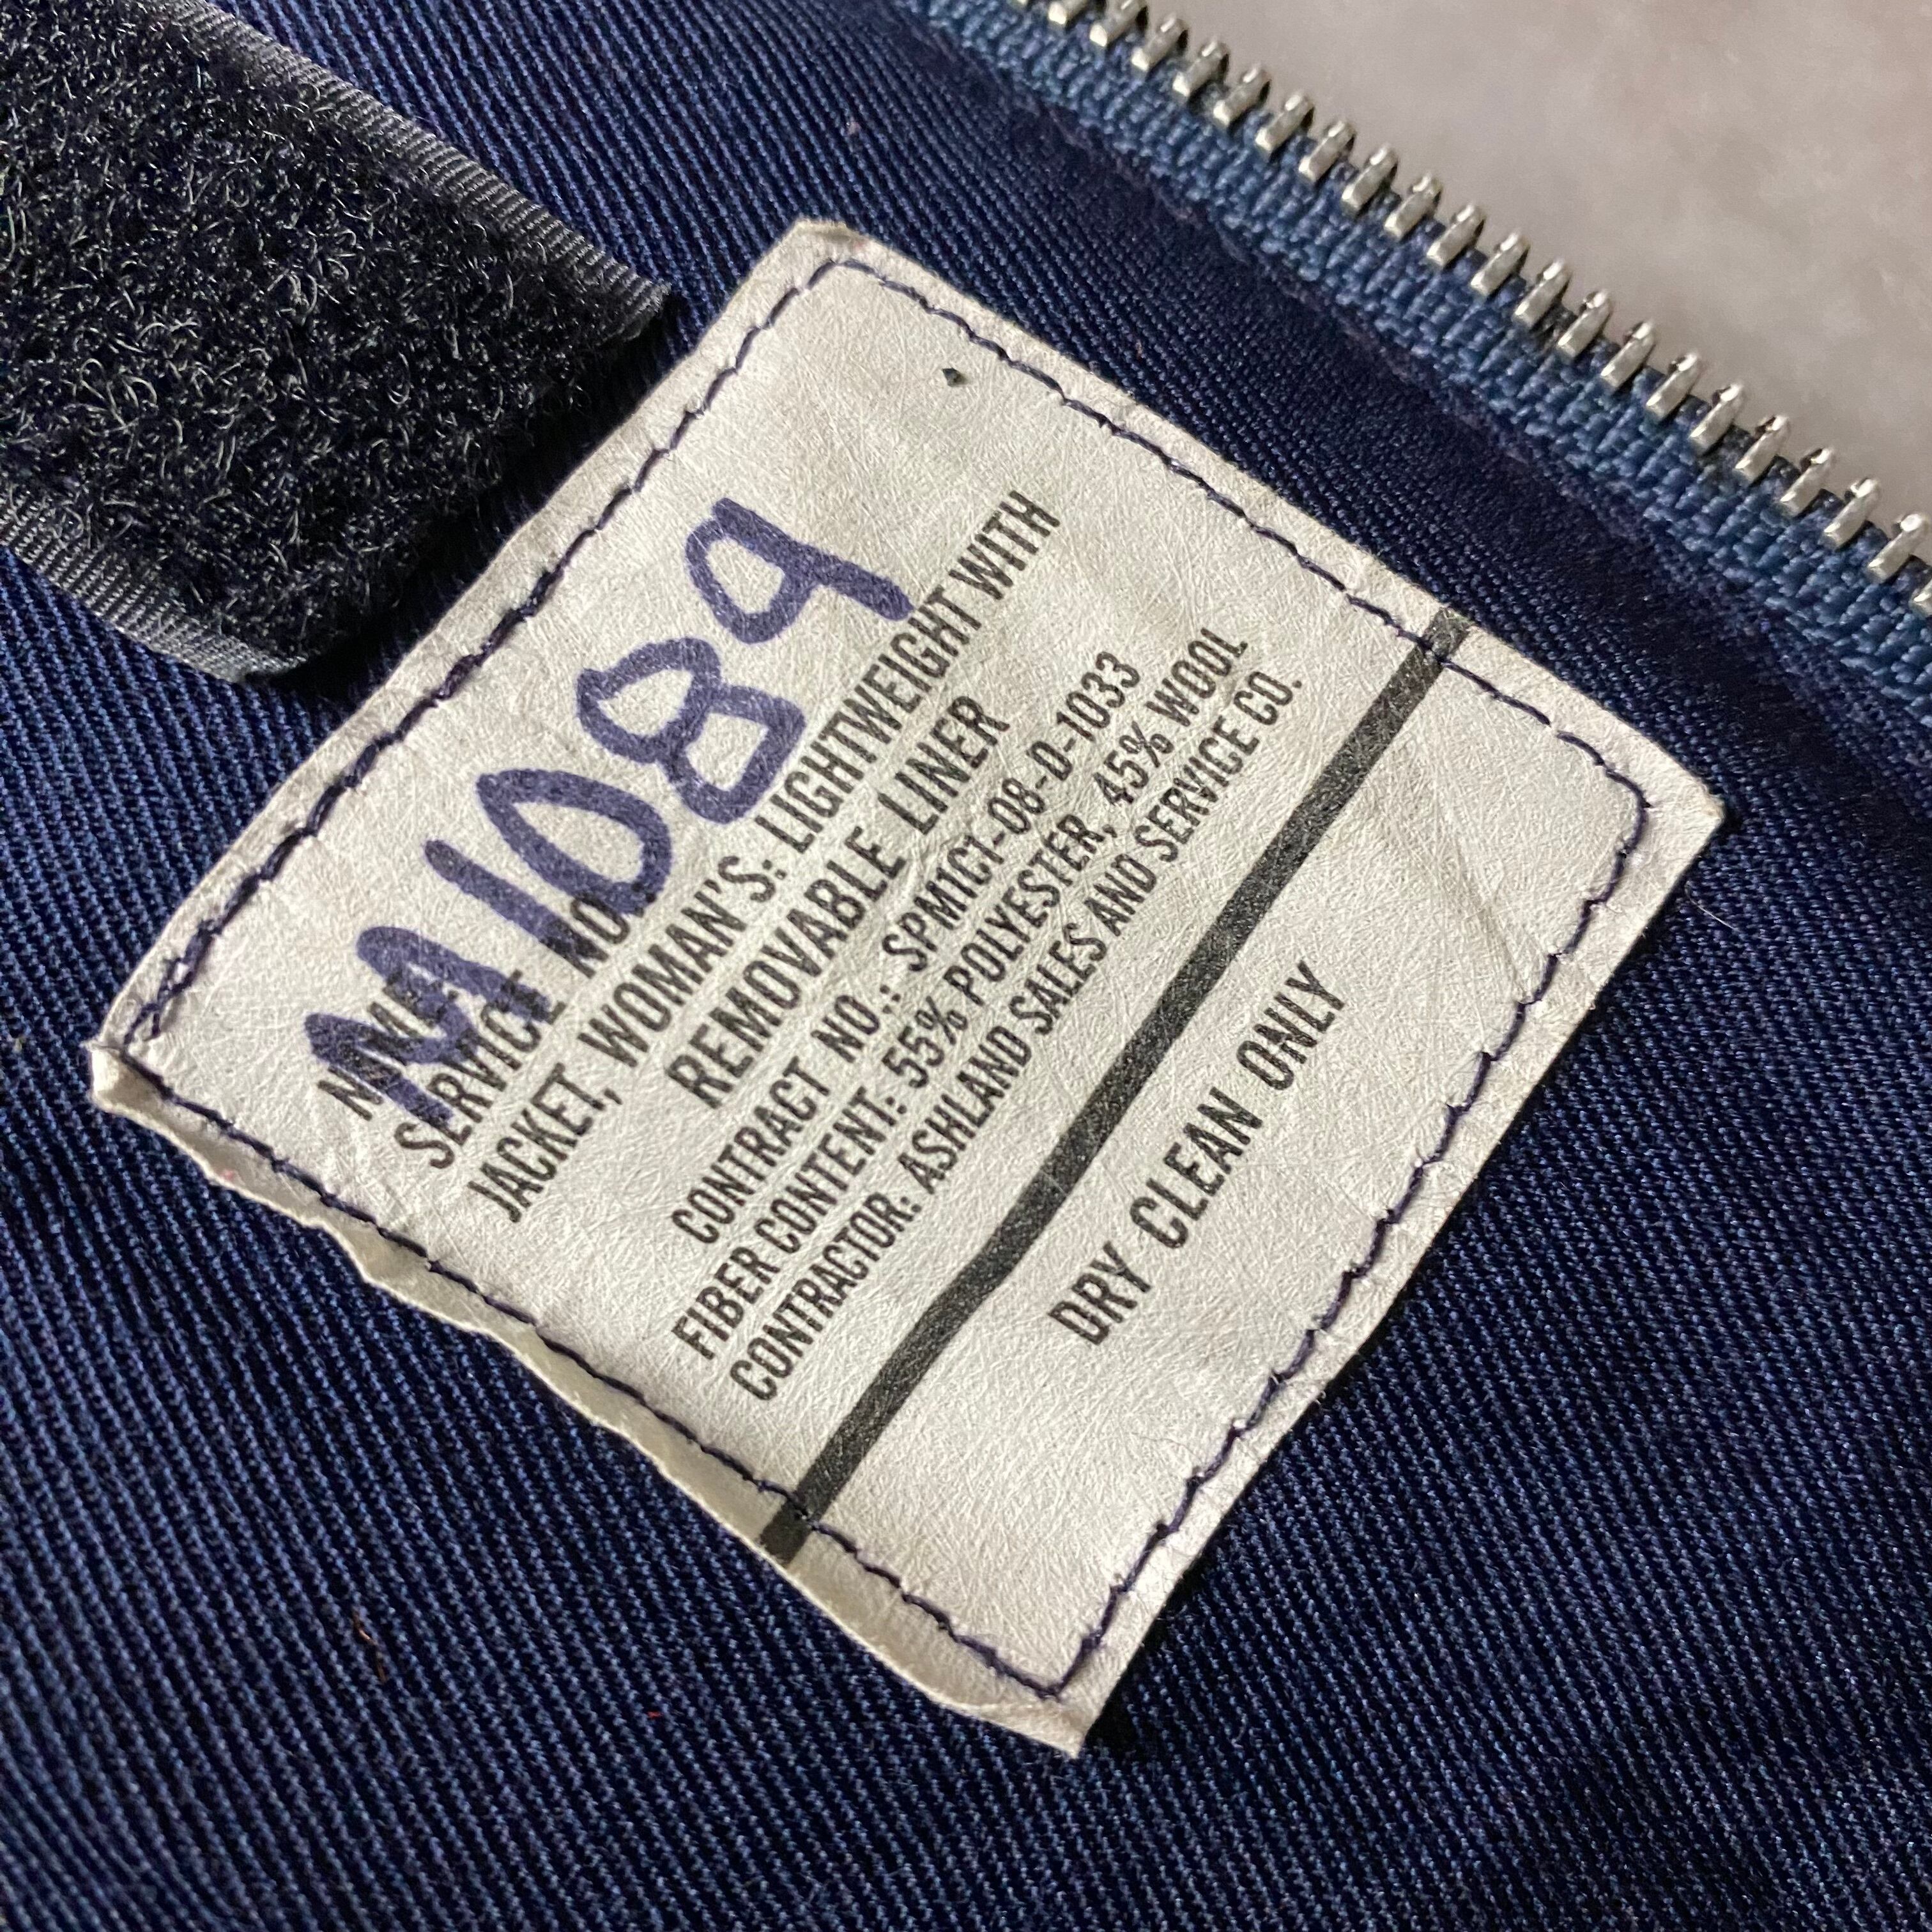 M1089
NAME:
SERVICE NO.:
JACKET, WOMAN'S: LIGHTWEIGHT WITH
REMOVABLE LINER
CONTRACT NO.: SPM1C1-08-D-1033
FIBER CONTENT: 55% POLYESTER, 45% WOOL
CONTRACTOR: ASHLAND SALES AND SERVICE CO.
DRY CLEAN ONLY